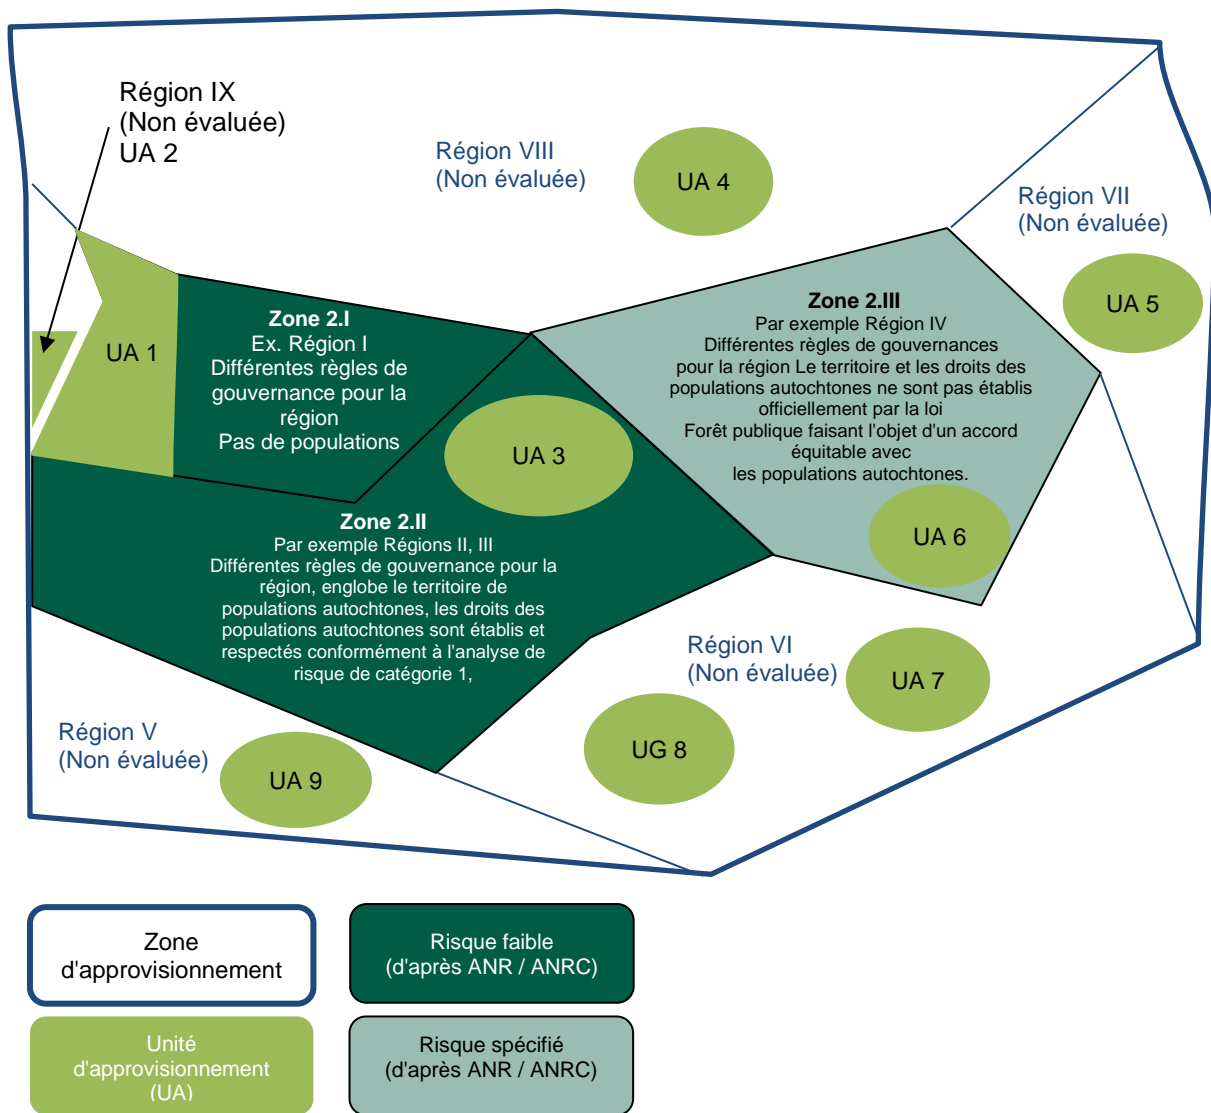 Région IX
(Non évaluée)
UA 2
Région VIII
(Non évaluée)
UA 4
Région VII
(Non évaluée)
UA 5
UA 1
Zone 2.I
Ex. Région I
Différentes règles de
gouvernance pour la
région
Pas de populations
Zone 2.III
Par exemple Région IV
Différentes règles de gouvernances
pour la région Le territoire et les droits des
populations autochtones ne sont pas établis
officiellement par la loi
Forêt publique faisant l'objet d'un accord
équitable avec
les populations autochtones.
UA 3
UA 6
Zone 2.II
Par exemple Régions II, III
Différentes règles de gouvernance pour la
région, englobe le territoire de
populations autochtones, les droits des
populations autochtones sont établis et
respectés conformément à l'analyse de
risque de catégorie 1,
Région VI
(Non évaluée)
UA 7
UG 8
Région V
(Non évaluée)
UA 9
Zone
d'approvisionnement
Risque faible
(d'après ANR / ANRC)
Unité
d'approvisionnement
(UA)
Risque spécifié
(d'après ANR / ANRC)